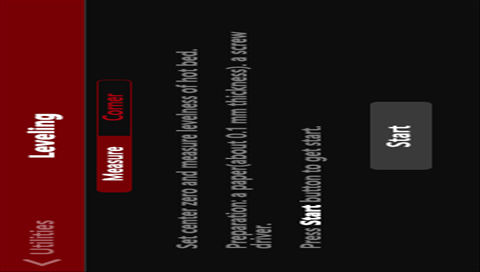 Utilities
Leveling
Measure
Corner
Set center zero and measure levelness of hot bed.
Preparation: a paper(about 0.1 mm thickness). a screw
driver.
Press Start button to get start.
Start